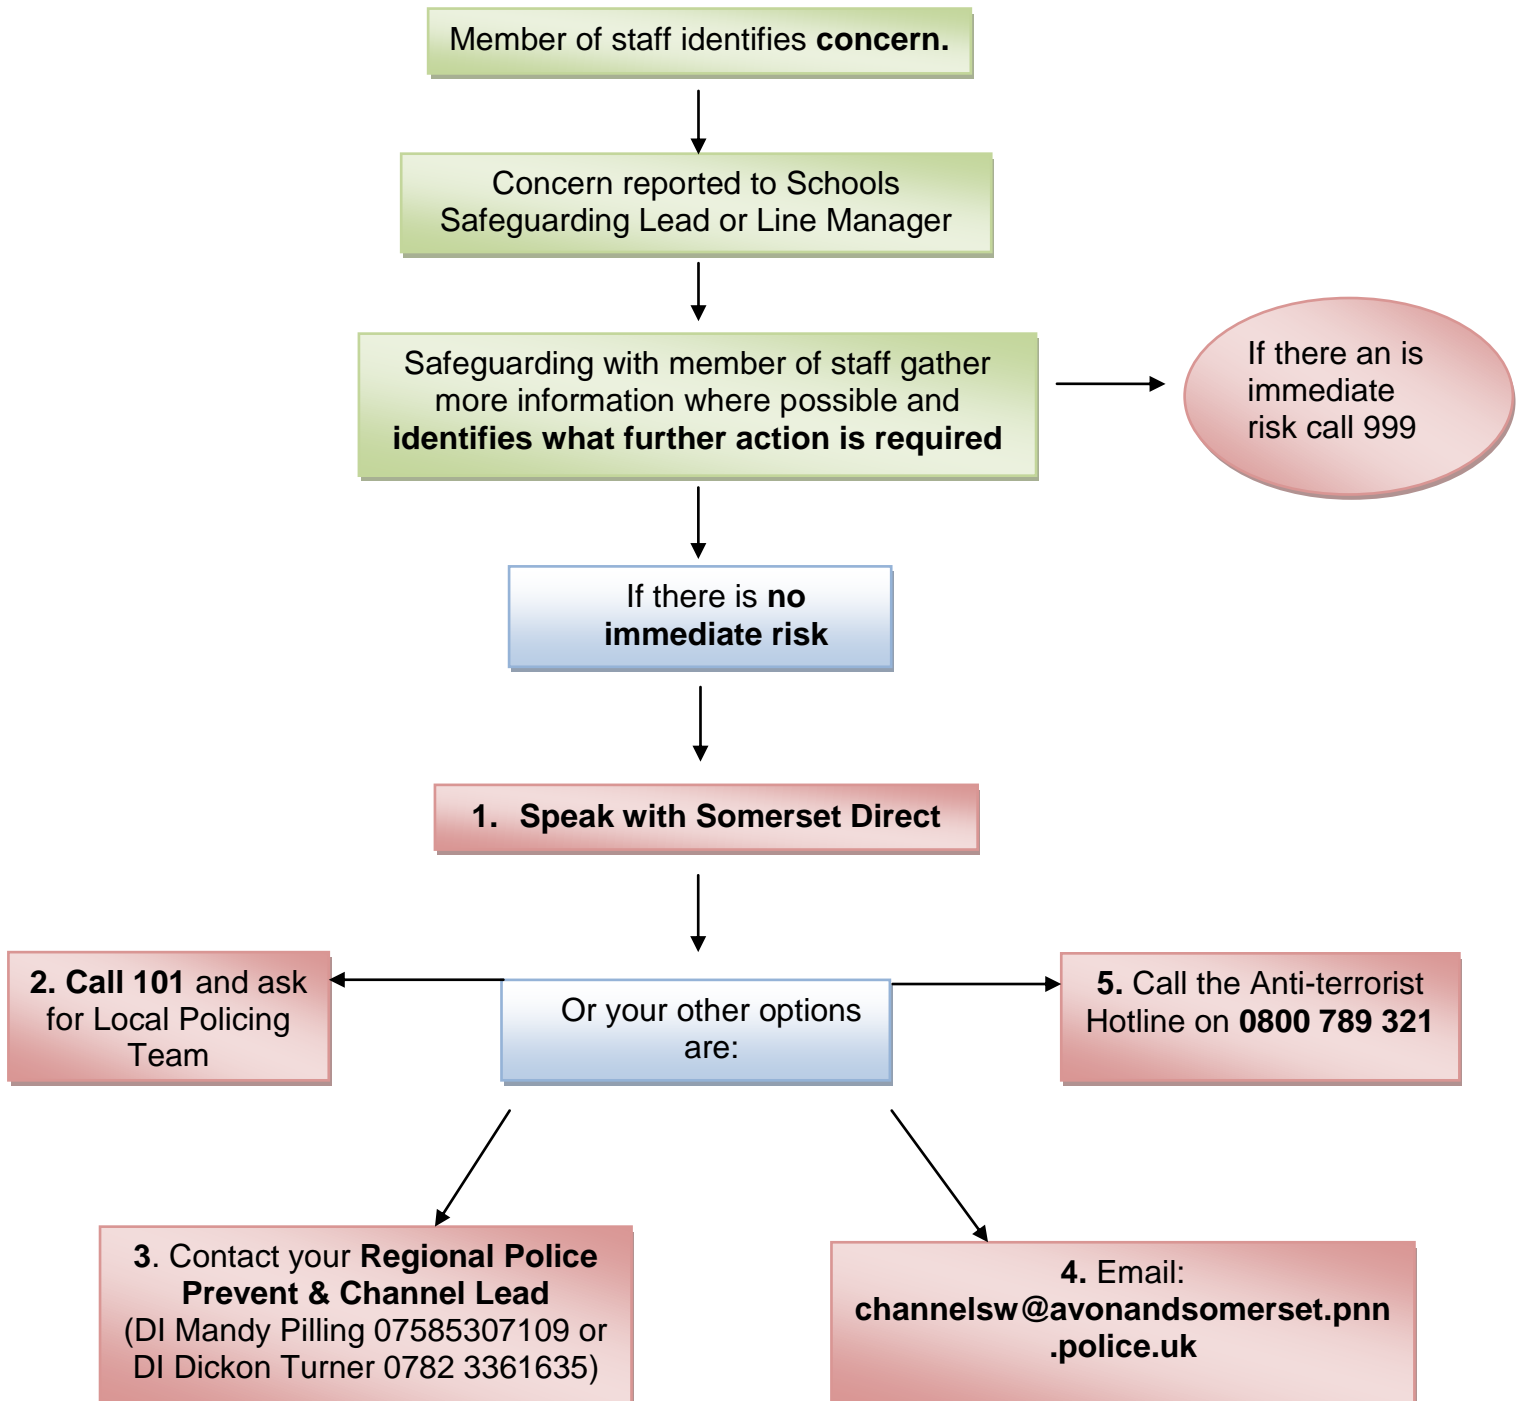 Member of staff identifies concern.
Concern reported to Schools
Safeguarding Lead or Line Manager
Safeguarding with member of staff gather
more information where possible and
identifies what further action is required
If there an is
immediate
risk call 999
If there is no
immediate risk
1. Speak with Somerset Direct
2. Call 101 and ask
for Local Policing
Team
Or your other options
are:
5. Call the Anti-terrorist
Hotline on 0800 789 321
3. Contact your Regional Police
Prevent & Channel Lead
(DI Mandy Pilling 07585307109 or
DI Dickon Turner 0782 3361635)
4. Email:
channelsw@avonandsomerset.pnn
.police.uk